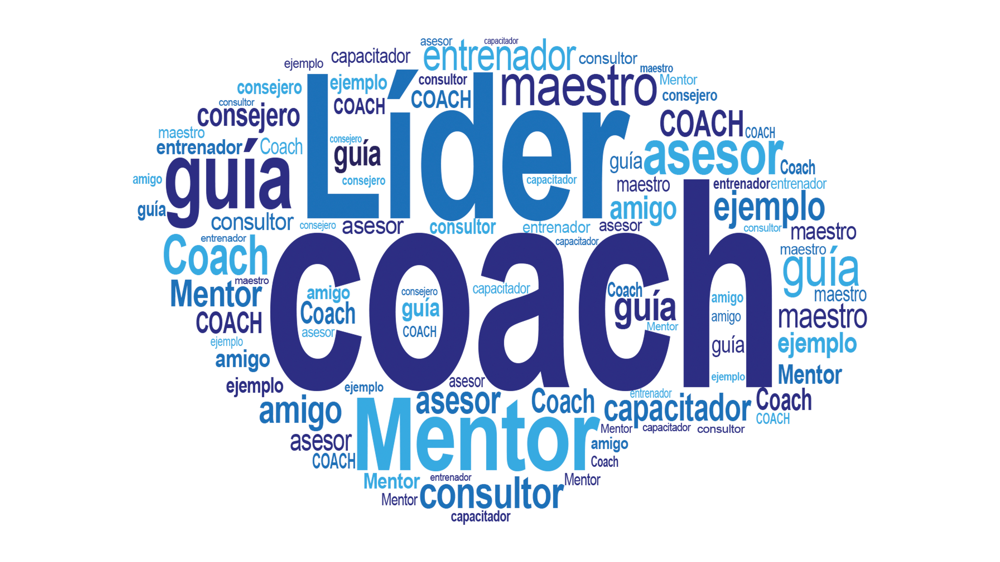 asesor
capacitador
entrenador
capacitador
consultor
ejemplo
maestro
consejero
ejemplo
consultor
maestro
Mentor
COACH
COACH
consejero
consultor
consejero
Líder
COACH
COACH
maestro
entrenador
Coach
consejero
guía
asesor
guía
Coach
amigo
guía
consejero
capacitador
maestro
entrenador
entrenador
guía
amigo
ejemplo
consultor
consejero
asesor
consultor
entrenador
asesor
consultor
maestro
entrenador
capacitador
Coach
maestro
guía
coach
maestro
Mentor
amigo
consejero
capacitador
Coach
amigo
maestro
Coach
guía
guía
amigo
maestro
COACH
asesor
COACH
Mentor
ejemplo
guía
ejemplo
amigo
ejemplo
Mentor
ejemplo
ejemplo
asesor
entrenador
amigo
asesor
Coach
capacitador
Coach
COACH
Mentor
Mentor
capacitador
consultor
asesor
amigo
COACH
Coach
Mentor
entrenador
Mentor
Mentor
consultor
capacitador